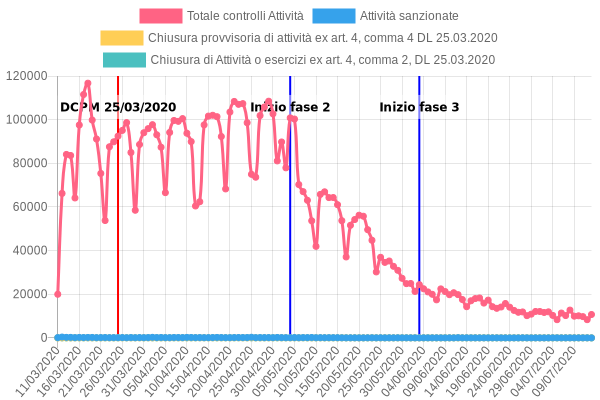 Totale controlli Attività Attività sanzionate
Chiusura provvisoria di attività ex art. 4, comma 4 DL 25.03.2020
Chiusura di Attività o esercizi ex art. 4, comma 2, DL 25.03.2020
120000
DCPM 25/03/2020 Inizio fase 2 Inizio fase 3
100000
80000
60000
40000
20000
0
11/03/2020 16/03/2020 21/03/2020 26/03/2020 31/03/2020 05/04/2020 10/04/2020 15/04/2020 20/04/2020 25/04/2020 30/04/2020 05/05/2020 10/05/2020 15/05/2020 20/05/2020 25/05/2020 30/05/2020 04/06/2020 09/06/2020 14/06/2020 19/06/2020 24/06/2020 29/06/2020 04/07/2020 09/07/2020